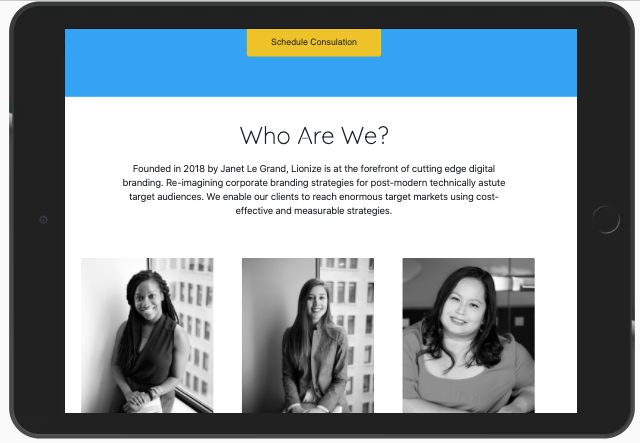 Schedule Consulation
Who Are We?
Founded in 2018 by Janet Le Grand, Lionize is at the forefront of cutting edge digital
branding. Re-imagining corporate branding strategies for post-modern technically astute
target audiences. We enable our clients to reach enormous target markets using cost-
effective and measurable strategies.